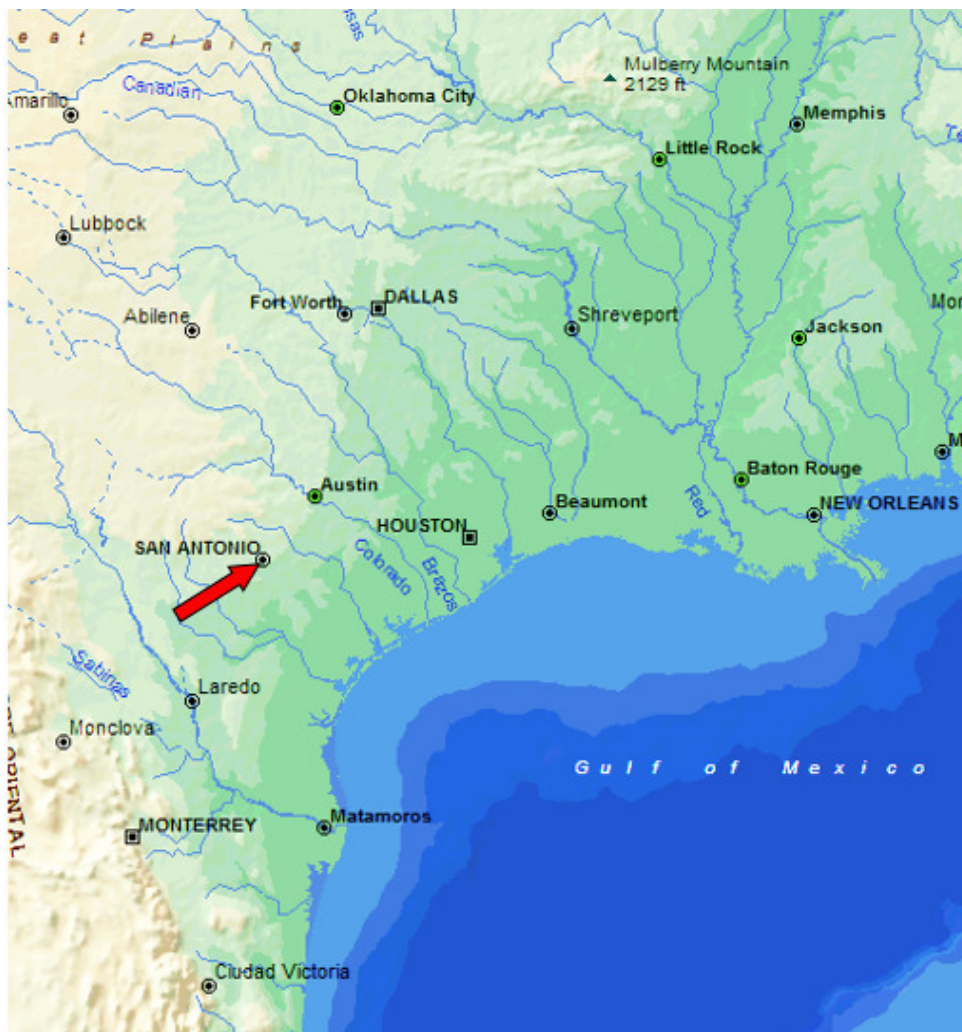 e a s t P l a i n s
Canadian
Oklahoma City
Mulberry Mountain
2129 ft
Amarillo
Memphis
Little Rock
Lubbock
Fort Worth
DALLAS
Abilene
Shreveport
Jackson
Austin
Baton Rouge
Beaumont
Red
NEW ORLEANS
HOUSTON
SAN ANTONIO
Colorado
Brazos
Sabinas
Laredo
Monclova
Gulf of Mexico
ORIENTAL
MONTERREY
Matamoros
Ciudad Victoria